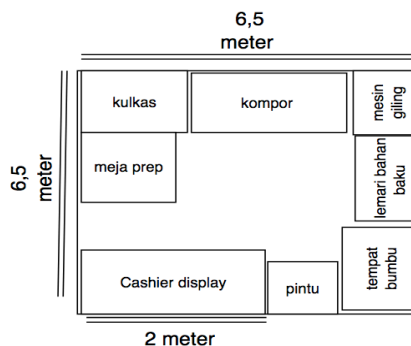 6,5
meter
kulkas
kompor
mesin
giling
meja prep
lemari bahan
baku
6,5
meter
Cashier display
pintu
tempat
bumbu
2 meter